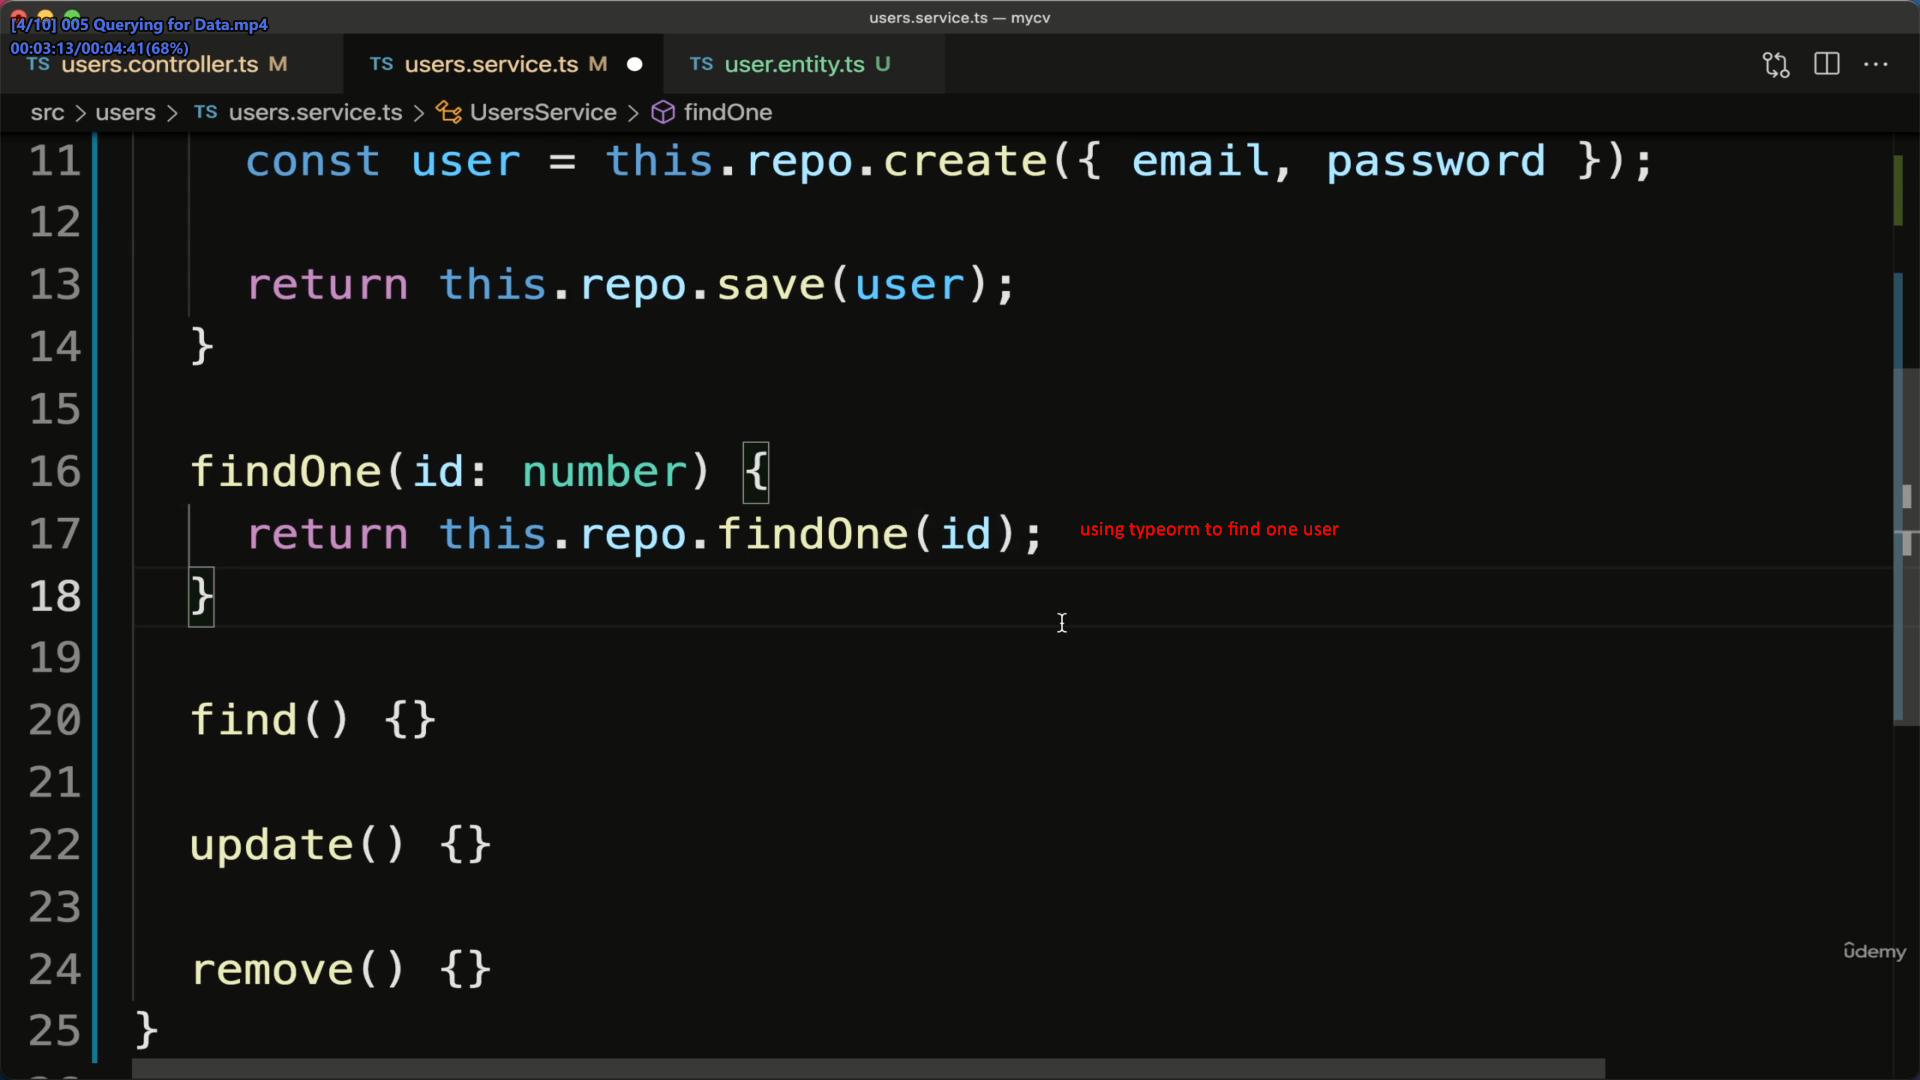 users.service.ts — mycv
[4/10] 005 Querying for Data.mp4
00:03:13/00:04:41(68%)
TS users.controller.ts M
TS users.service.ts M
TS user.entity.ts U
src > users > TS users.service.ts > UsersService > findOne
11 const user = this.repo.create({ email, password });
12
13 return this.repo.save(user);
14 }
15
16 findOne(id: number) {
17 return this.repo.findOne(id); using typeorm to find one user
18 }
19
20 find() {}
21
22 update() {}
23
24 remove() {}
25 }
ûdemy